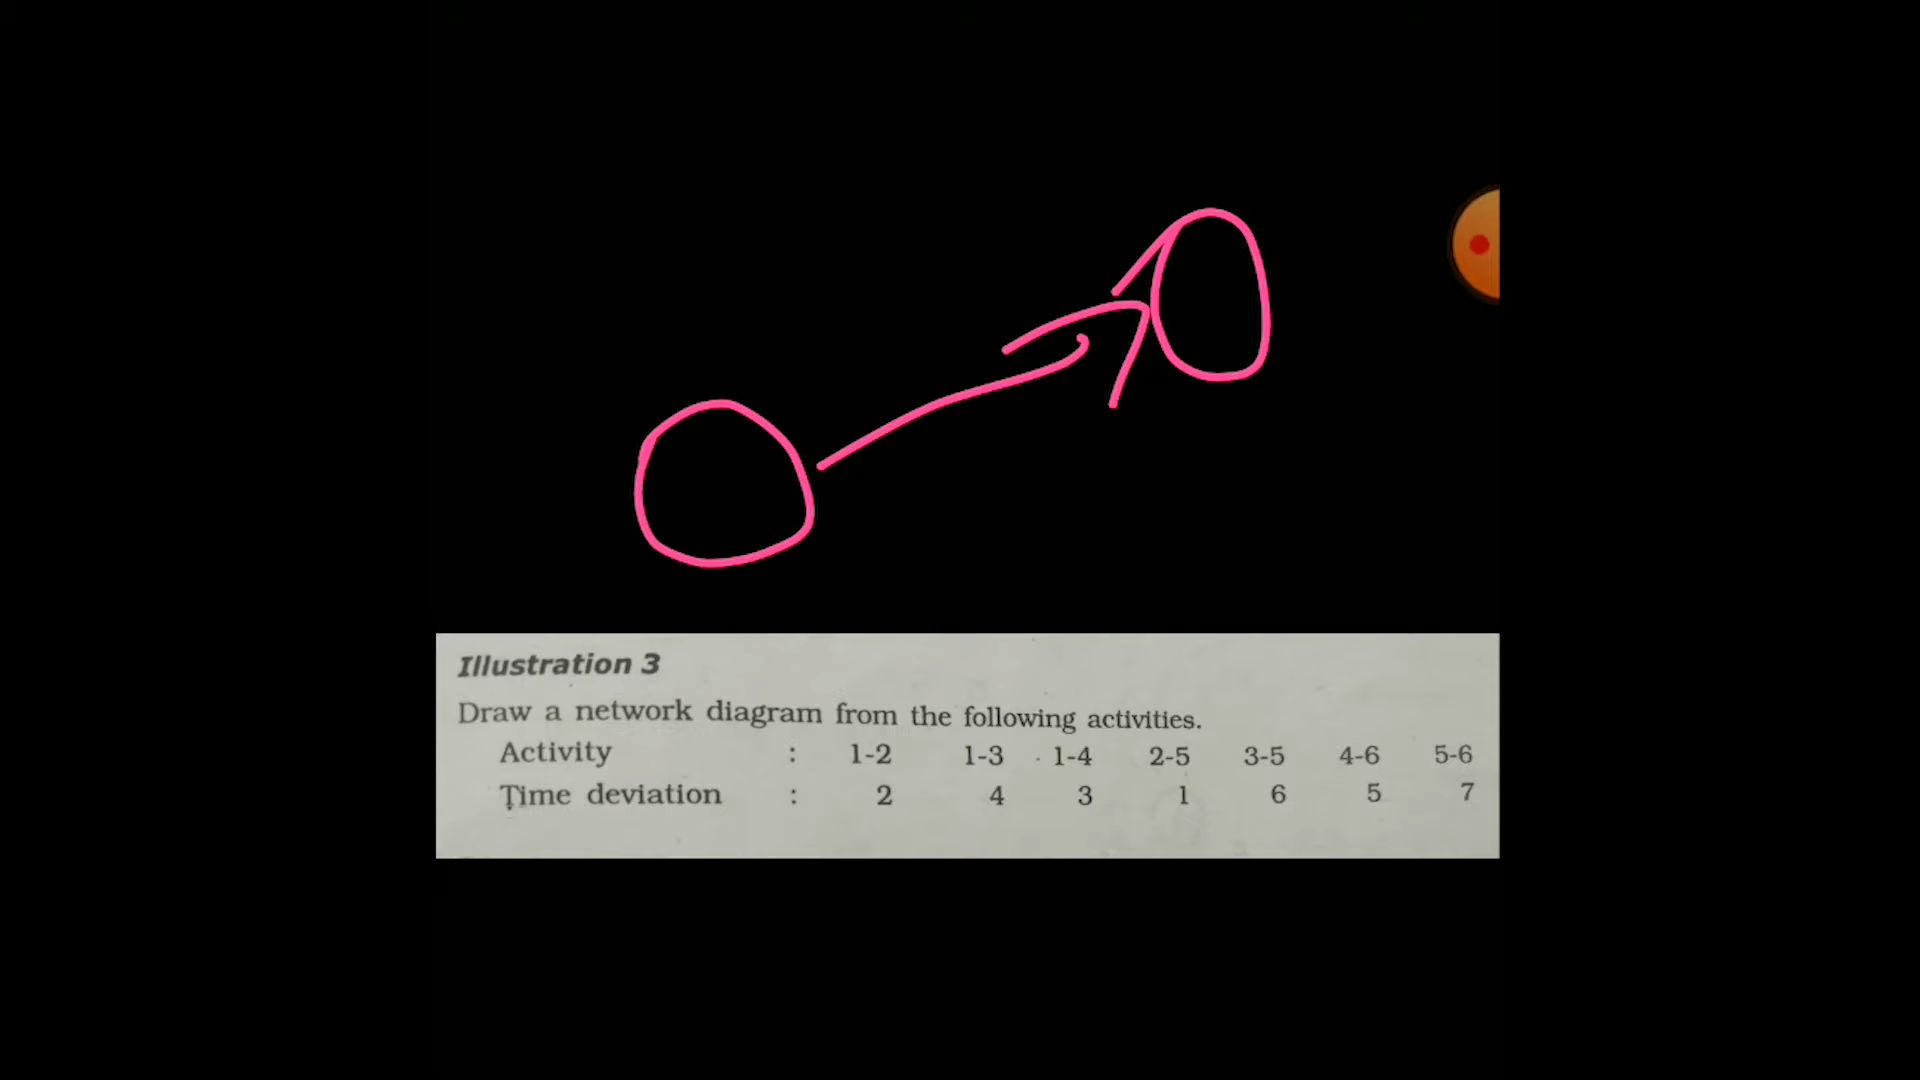 Illustration 3
Draw a network diagram from the following activities.
Activity : 1-2 1-3 1-4 2-5 3-5 4-6 5-6
Time deviation : 2 4 3 1 6 5 7